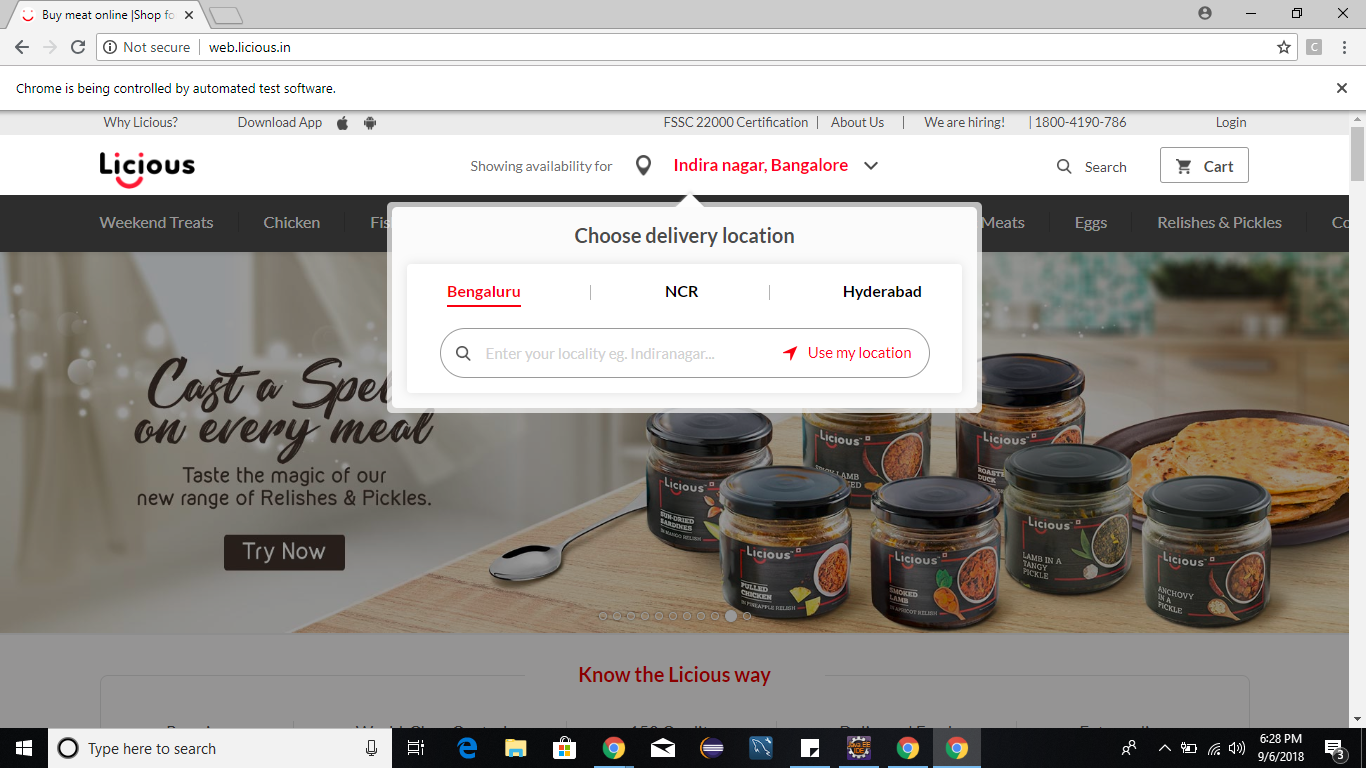 Buy meat online |Shop fo
Not secure web.licious.in
C
Chrome is being controlled by automated test software.
Why Licious? Download App FSSC 22000 Certification | About Us | We are hiring! | 1800-4190-786 Login
Licious Showing availability for Indira nagar, Bangalore Search Cart
Weekend Treats Chicken Fis Meats Eggs Relishes & Pickles Co
Choose delivery location
Bengaluru | NCR | Hyderabad
Enter your locality eg. Indiranagar... Use my location
Cast a Spel
on every meal
Taste the magic of our
new range of Relishes & Pickles.
Try Now
Licious
SUN-DRIED
SARDINES
IN MANGO RELISH
Licious
SPICY LAMB
Licious
ROASTED
DUCK
Licious
PULLED
CHICKEN
IN PINEAPPLE RELISH
Licious
SMOKED
LAMB
IN APRICOT RELISH
Licious
LAMB IN A
TANGY
PICKLE
Licious
ANCHOVY
IN A
PICKLE
Know the Licious way
Type here to search
6:28 PM
9/6/2018
3